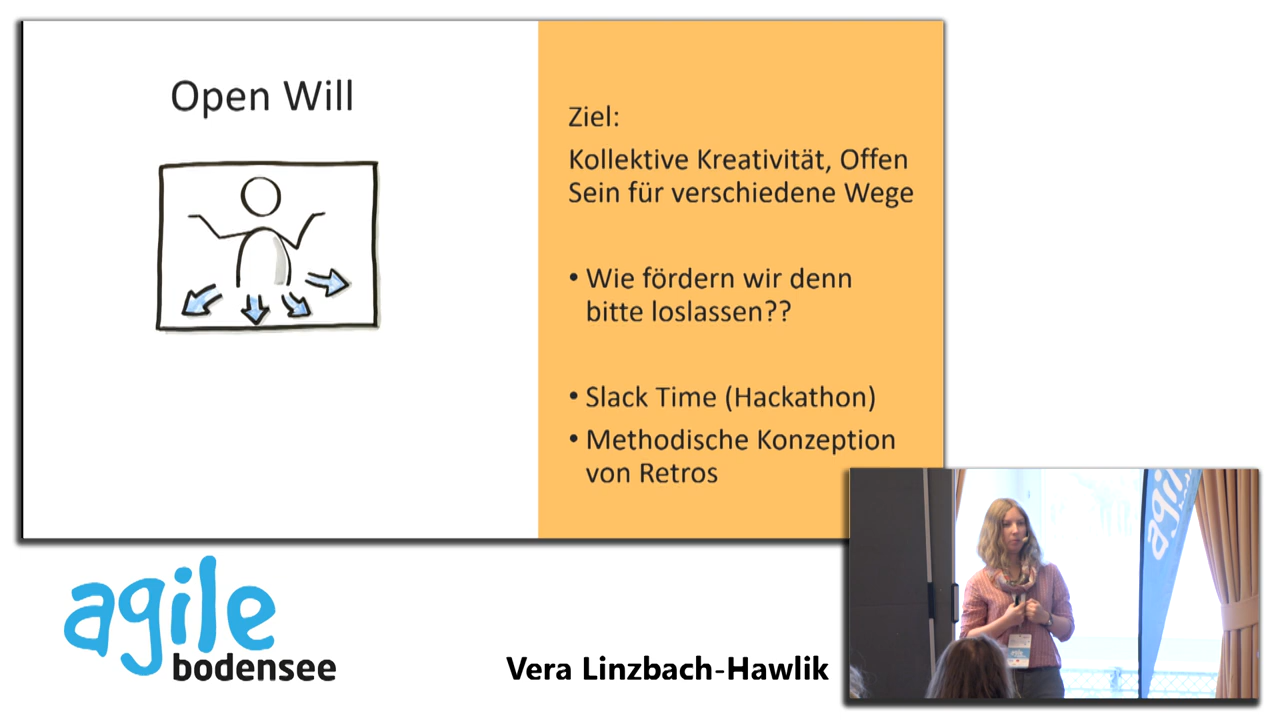 Open Will
Ziel:
Kollektive Kreativität, Offen
Sein für verschiedene Wege
• Wie fördern wir denn
bitte loslassen??
• Slack Time (Hackathon)
• Methodische Konzeption
von Retros
agile
bodensee
Vera Linzbach-Hawlik
agile